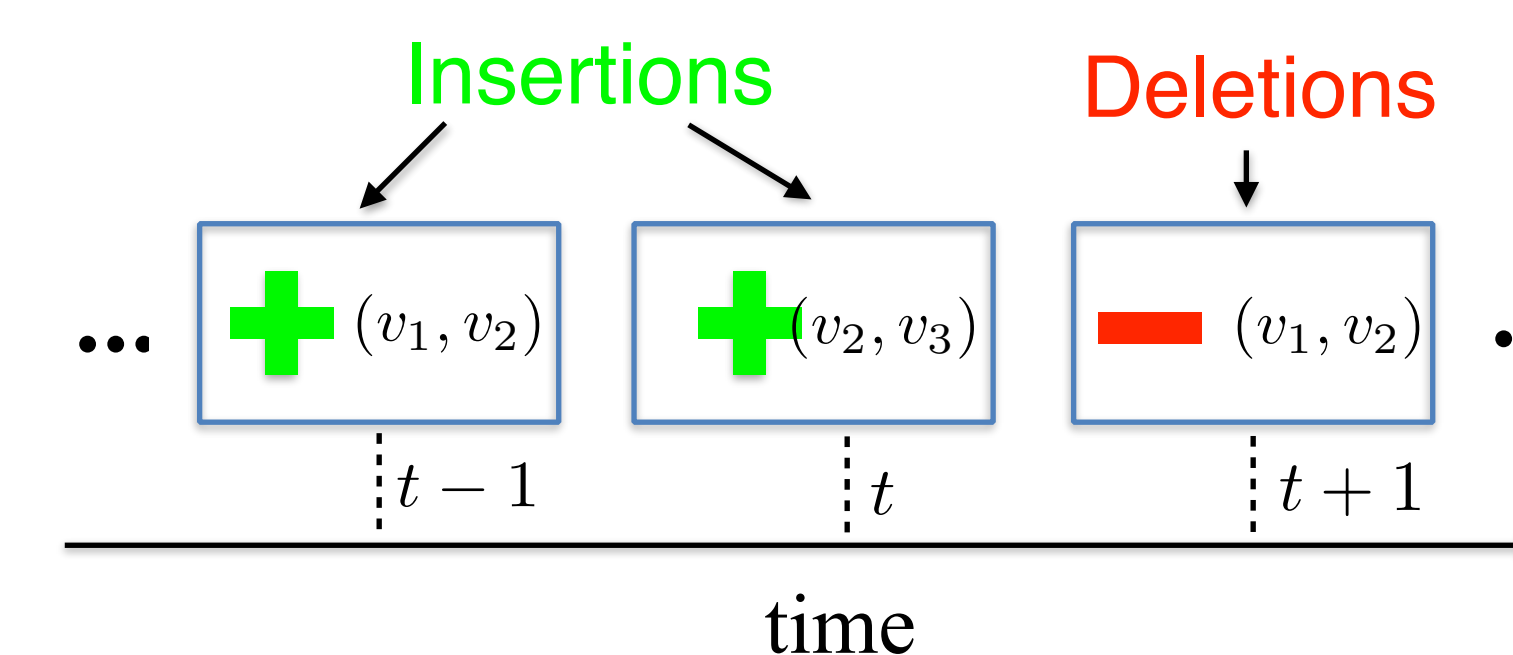 Insertions
Deletions
... + (v₁, v₂)
+ (v₂, v₃)
− (v₁, v₂) .
t − 1
t
t + 1
time